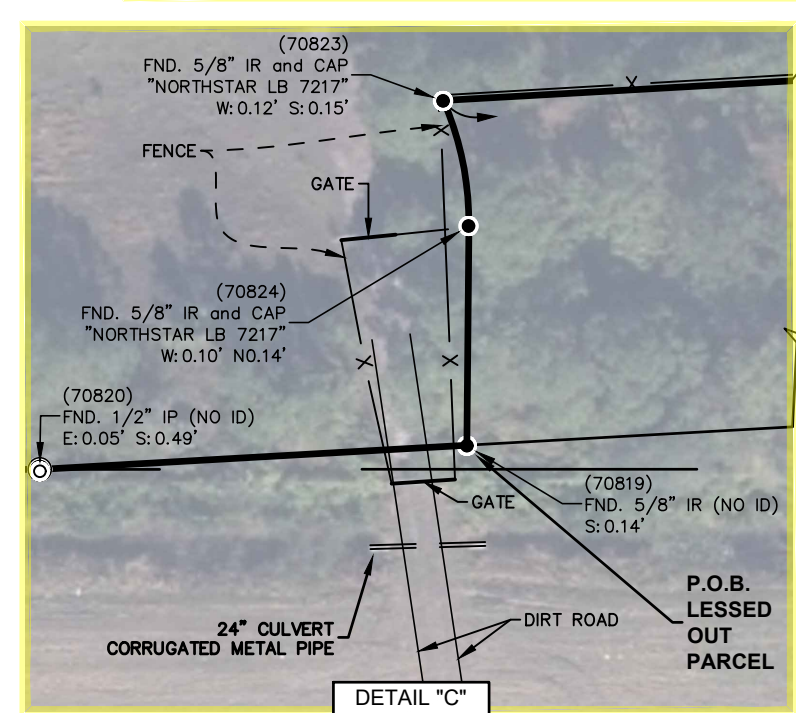 (70823)
FND. 5/8" IR and CAP
"NORTHSTAR LB 7217"
W: 0.12' S: 0.15'
X
X
FENCE
GATE
(70824)
FND. 5/8" IR and CAP
"NORTHSTAR LB 7217"
W: 0.10' N0.14'
X
X
(70820)
FND. 1/2" IP (NO ID)
E: 0.05' S: 0.49'
(70819)
FND. 5/8" IR (NO ID)
S: 0.14'
GATE
P.O.B.
LESSED
OUT
PARCEL
24" CULVERT
CORRUGATED METAL PIPE
DIRT ROAD
DETAIL "C"